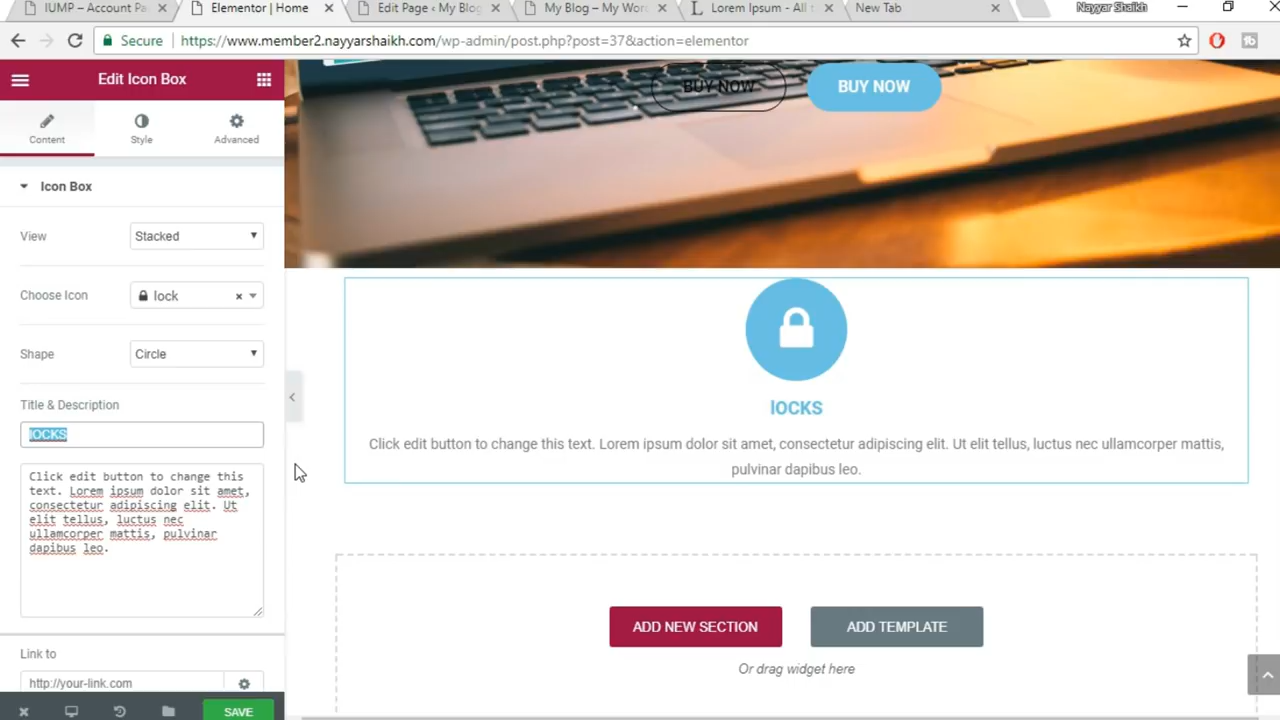 IUMP – Account Pa
Elementor | Home
Edit Page ‹ My Blog
My Blog – My Wor
Lorem Ipsum - All t
New Tab
Nayyar Shaikh
Secure
https://www.member2.nayyarshaikh.com/wp-admin/post.php?post=37&action=elementor
Edit Icon Box
BUY NOW
BUY NOW
Content
Style
Advanced
Icon Box
View
Stacked
Choose Icon
lock
Shape
Circle
Title & Description
lOCKS
Click edit button to change this
text. Lorem ipsum dolor sit amet,
consectetur adipiscing elit. Ut
elit tellus, luctus nec
ullamcorper mattis, pulvinar
dapibus leo.
Link to
http://your-link.com
SAVE
lOCKS
Click edit button to change this text. Lorem ipsum dolor sit amet, consectetur adipiscing elit. Ut elit tellus, luctus nec ullamcorper mattis,
pulvinar dapibus leo.
ADD NEW SECTION
ADD TEMPLATE
Or drag widget here